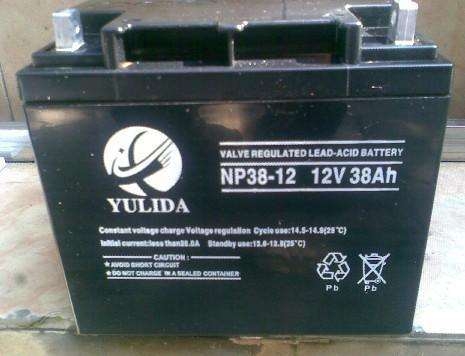 YULIDA
VALVE REGULATED LEAD-ACID BATTERY
NP38-12 12V 38Ah
Constant voltage charge Voltage regulation Cycle use:14.5-14.9(25°C)
Initial current:less than Standby use:13.6-13.8(25°C)
CAUTION :
★ AVOID SHORT CIRCUIT
★ DO NOT CHARGE IN A SEALED CONTAINER
Pb
Pb